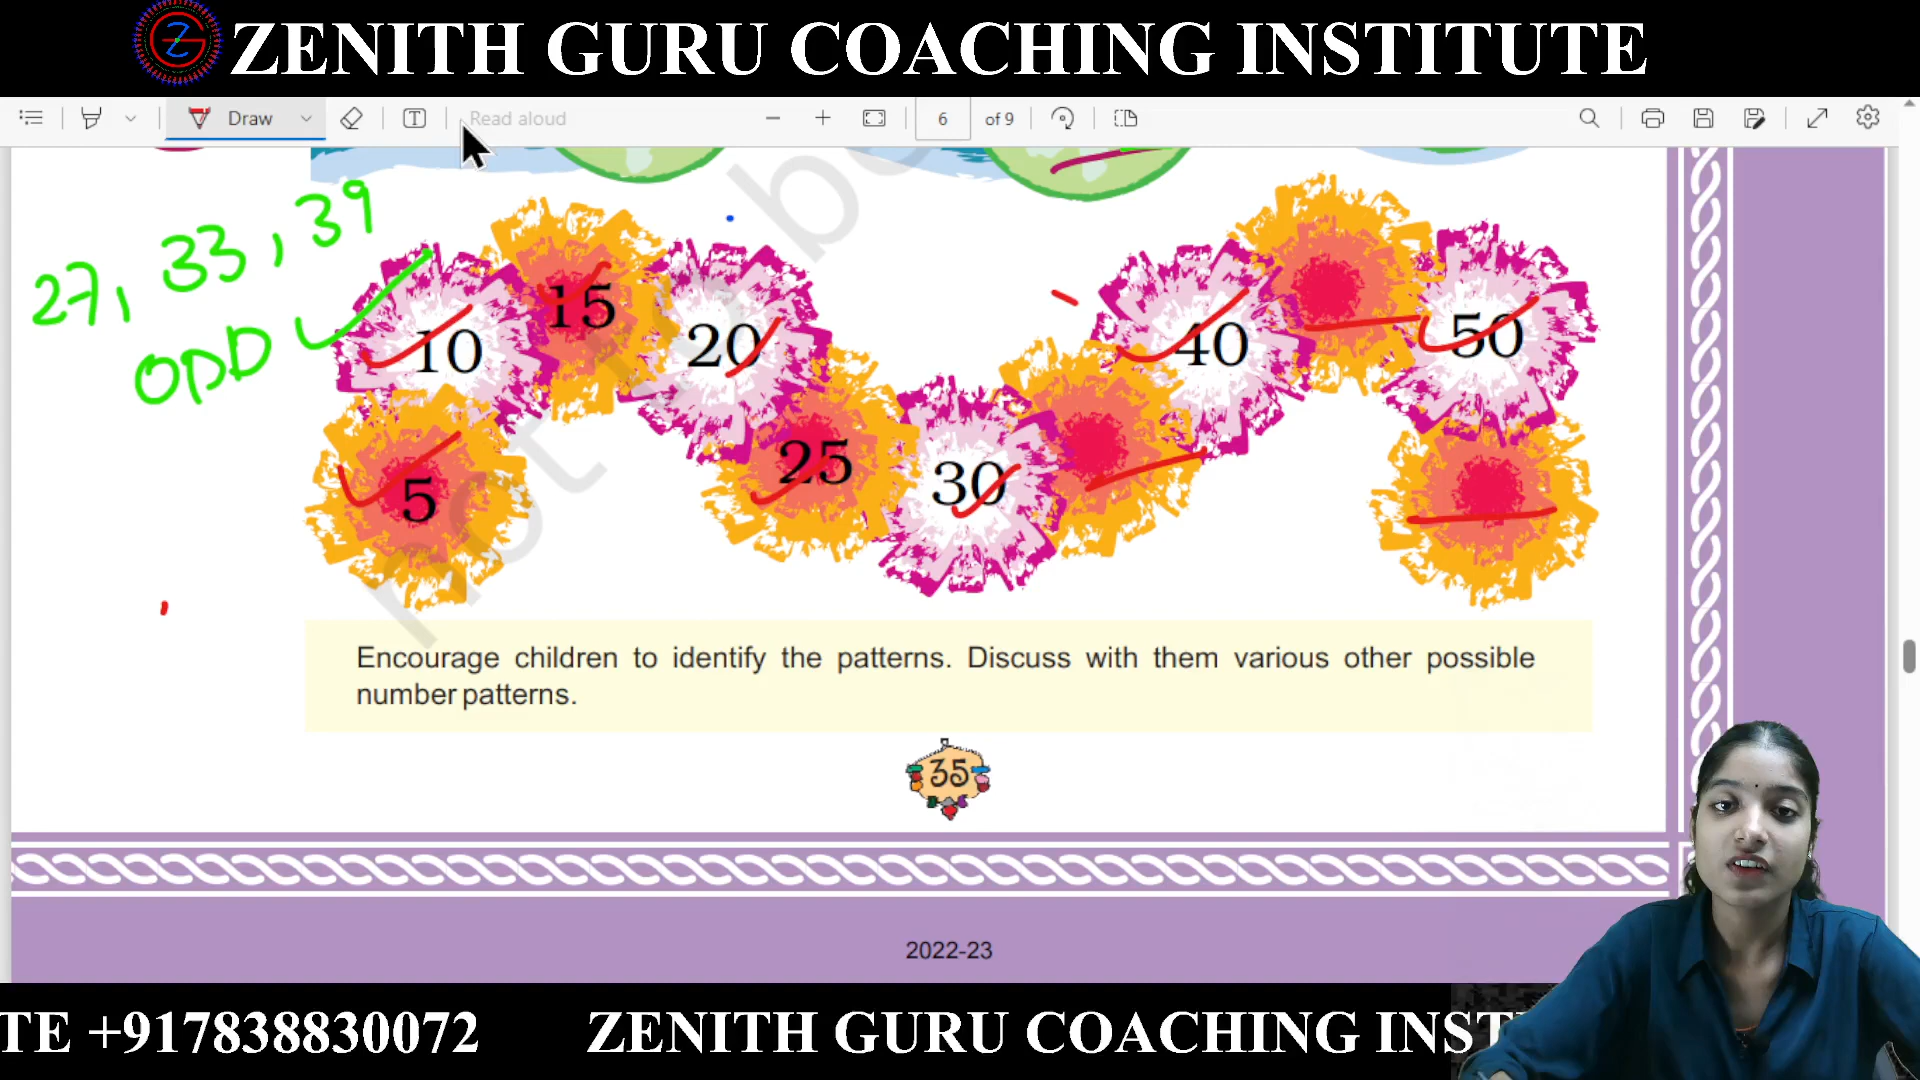 ZENITH GURU COACHING INSTITUTE
Draw
Read aloud
6 of 9
27, 33, 39
ODD
10 15 20 40 50
5 25 30
not be
Encourage children to identify the patterns. Discuss with them various other possible
number patterns.
35
2022-23
TE +917838830072 ZENITH GURU COACHING INST